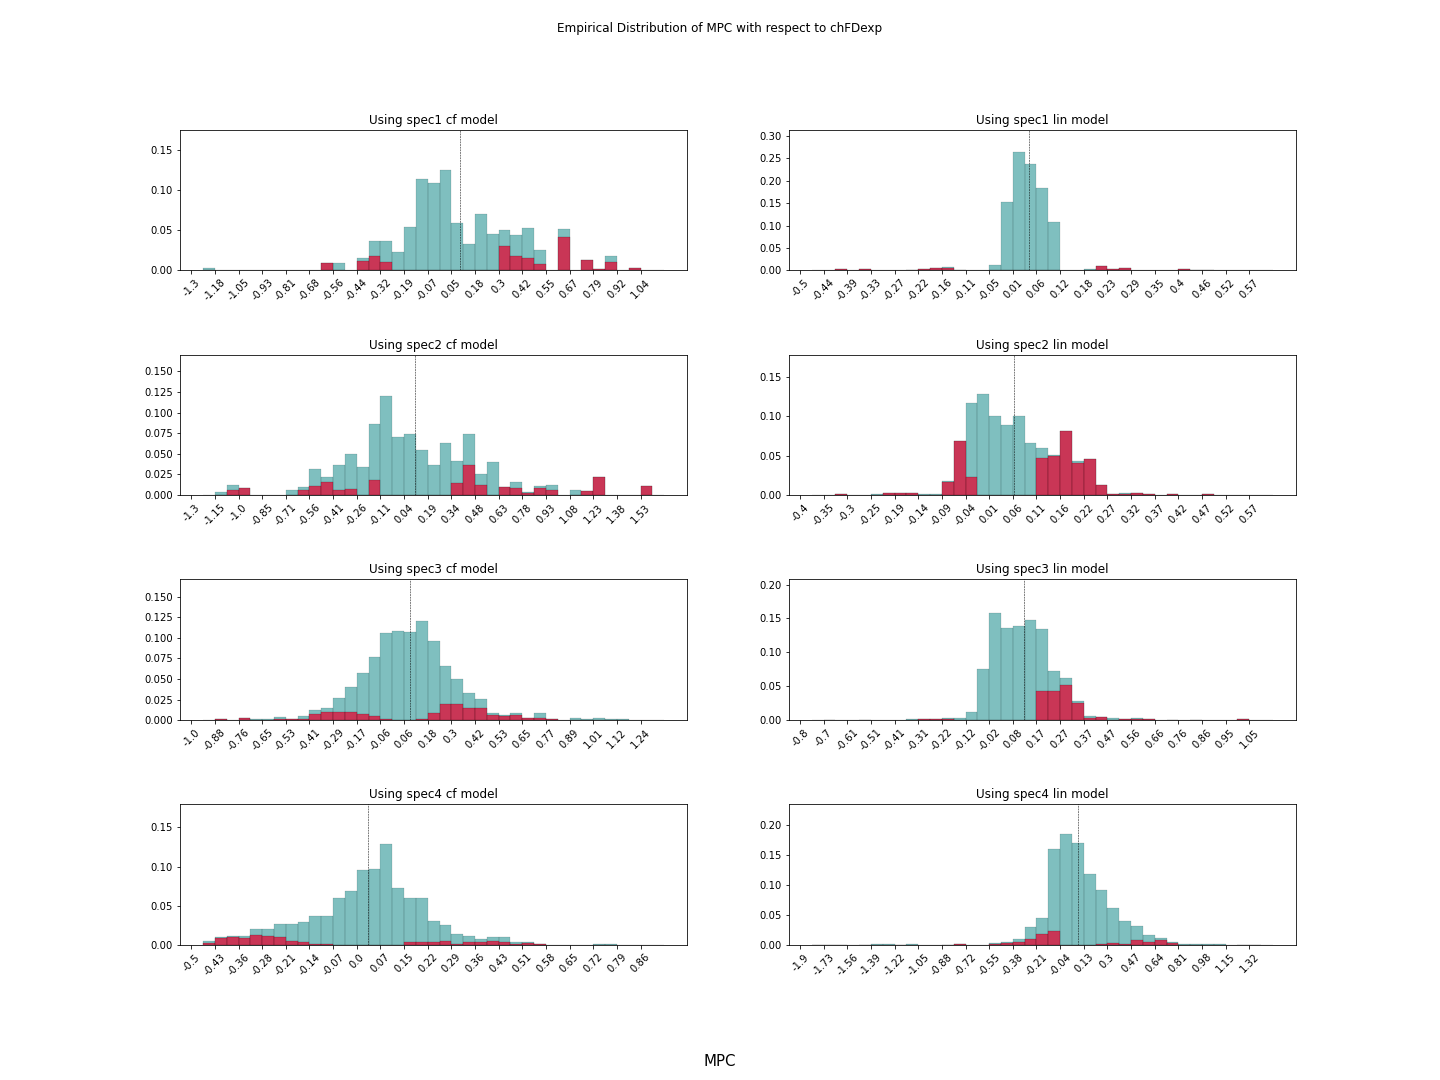 Empirical Distribution of MPC with respect to chFDexp
Using spec1 cf model
0.15
0.10
0.05
0.00
-1.3 -1.18 -1.05 -0.93 -0.81 -0.68 -0.56 -0.44 -0.32 -0.19 -0.07 0.05 0.18 0.3 0.42 0.55 0.67 0.79 0.92 1.04
Using spec1 lin model
0.30
0.25
0.20
0.15
0.10
0.05
0.00
-0.5 -0.44 -0.39 -0.33 -0.27 -0.22 -0.16 -0.11 -0.05 0.01 0.06 0.12 0.18 0.23 0.29 0.35 0.4 0.46 0.52 0.57
Using spec2 cf model
0.150
0.125
0.100
0.075
0.050
0.025
0.000
-1.3 -1.15 -1.0 -0.85 -0.71 -0.56 -0.41 -0.26 -0.11 0.04 0.19 0.34 0.48 0.63 0.78 0.93 1.08 1.23 1.38 1.53
Using spec2 lin model
0.15
0.10
0.05
0.00
-0.4 -0.35 -0.3 -0.25 -0.19 -0.14 -0.09 -0.04 0.01 0.06 0.11 0.16 0.22 0.27 0.32 0.37 0.42 0.47 0.52 0.57
Using spec3 cf model
0.150
0.125
0.100
0.075
0.050
0.025
0.000
-1.0 -0.88 -0.76 -0.65 -0.53 -0.41 -0.29 -0.17 -0.06 0.06 0.18 0.3 0.42 0.53 0.65 0.77 0.89 1.01 1.12 1.24
Using spec3 lin model
0.20
0.15
0.10
0.05
0.00
-0.8 -0.7 -0.61 -0.51 -0.41 -0.31 -0.22 -0.12 -0.02 0.08 0.17 0.27 0.37 0.47 0.56 0.66 0.76 0.86 0.95 1.05
Using spec4 cf model
0.15
0.10
0.05
0.00
-0.5 -0.43 -0.36 -0.28 -0.21 -0.14 -0.07 0.0 0.07 0.15 0.22 0.29 0.36 0.43 0.51 0.58 0.65 0.72 0.79 0.86
Using spec4 lin model
0.20
0.15
0.10
0.05
0.00
-1.9 -1.73 -1.56 -1.39 -1.22 -1.05 -0.88 -0.72 -0.55 -0.38 -0.21 -0.04 0.13 0.3 0.47 0.64 0.81 0.98 1.15 1.32
MPC